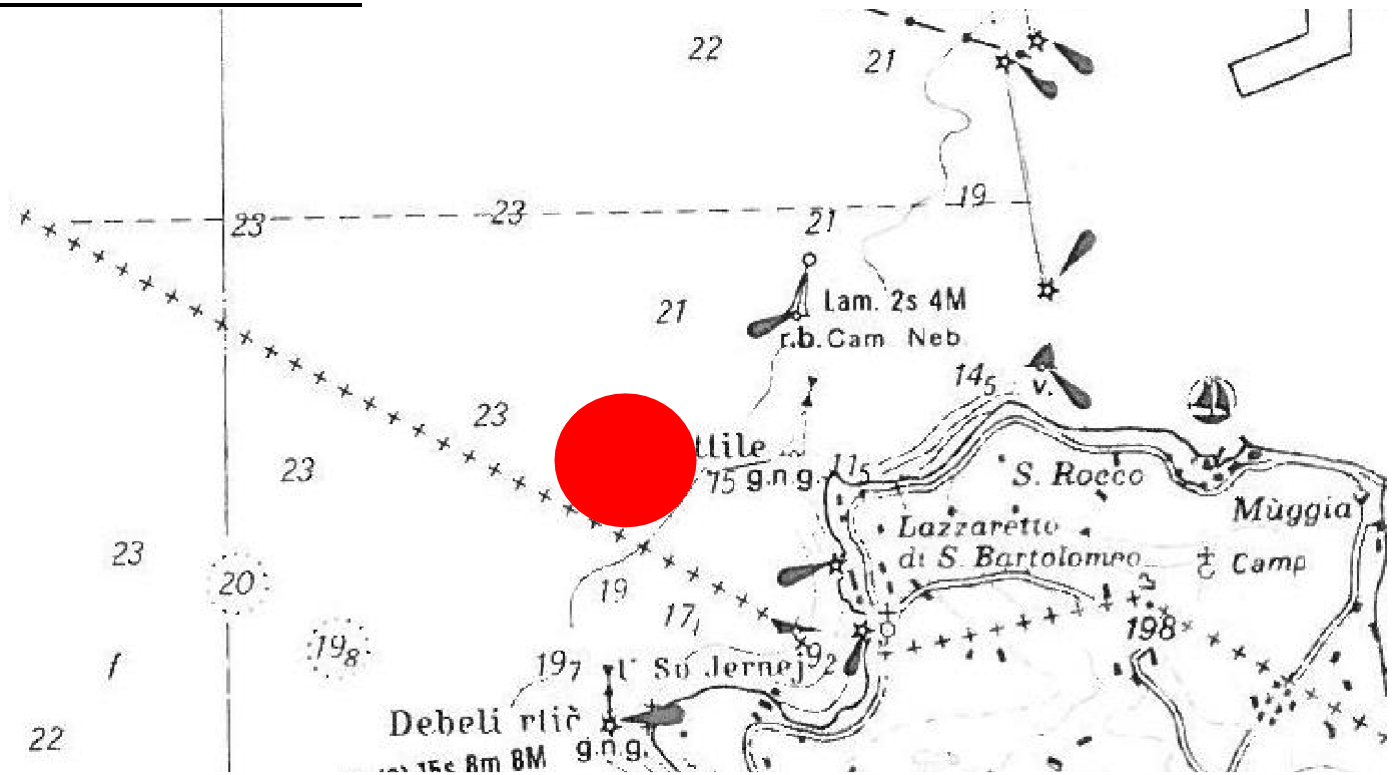 22
21
19
23
23
21
21
Lam. 2s 4M
r.b. Cam Neb.
14₅
v.
23
ttile
11₅
S. Rocco
23
75 g.n.g.
Mùggia
Lazzaretto
di S. Bartolomeo
Camp
23
20
19
17₁
198
19₈
9₂
19₇
Sv Jernej
Debeli rtič
22
g.n.g.
15s 8m 8M